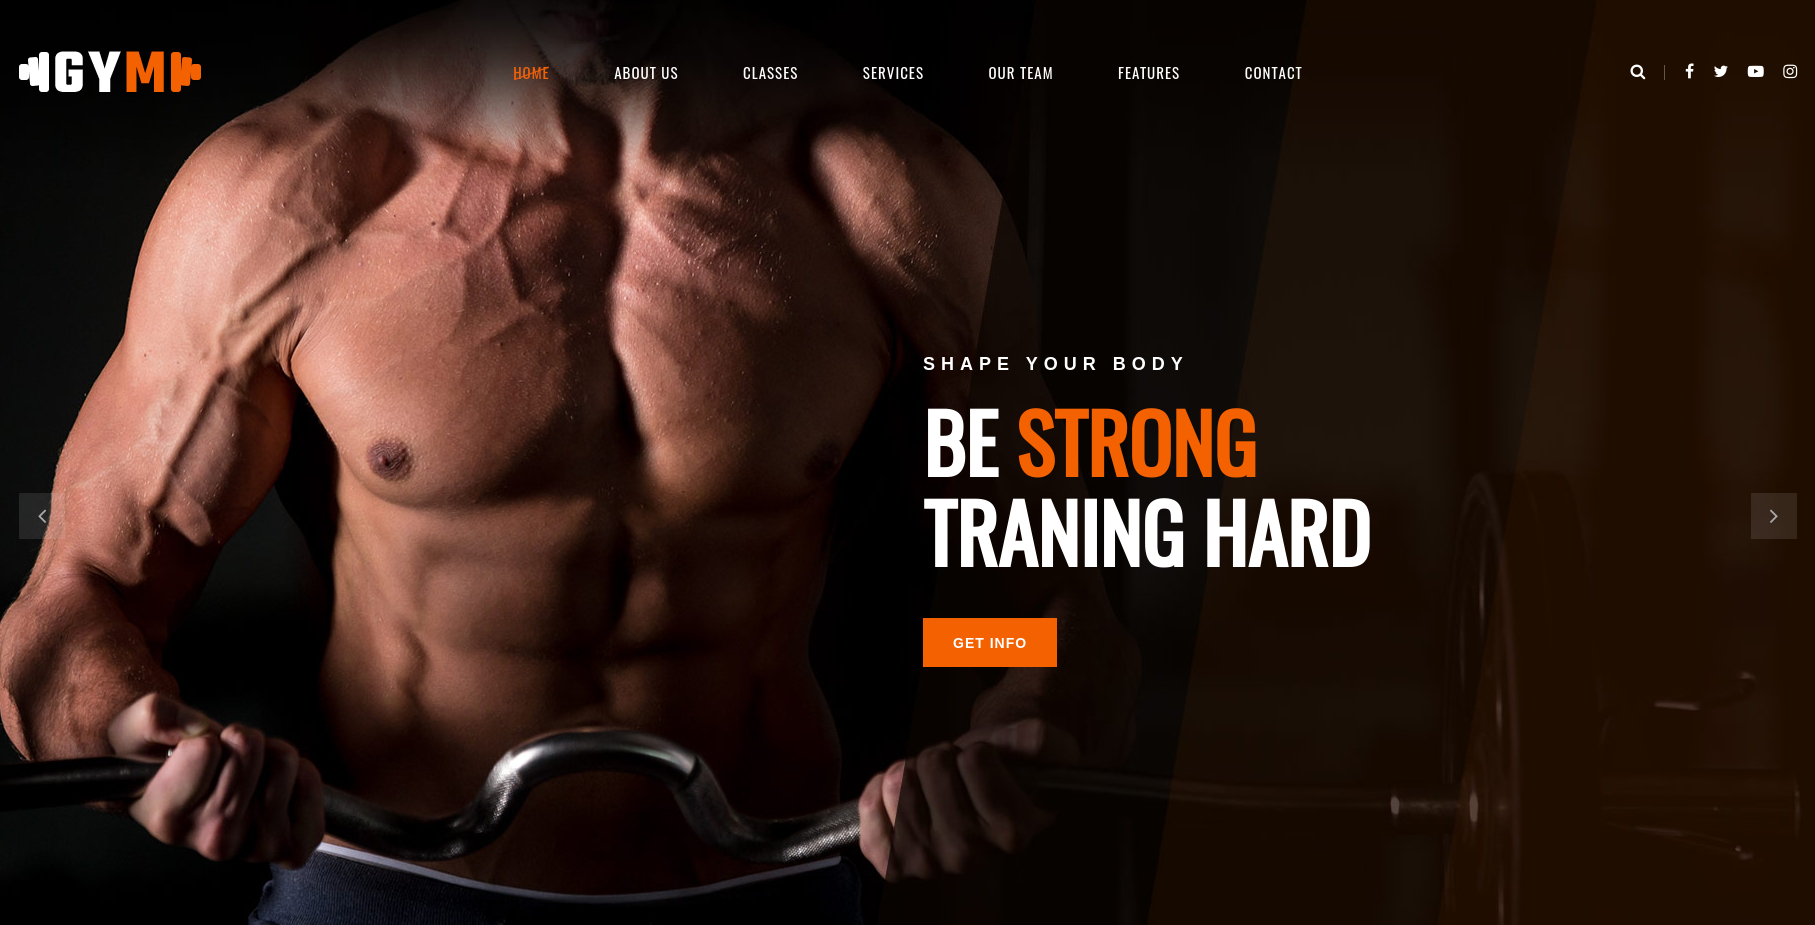 GYM
HOME ABOUT US CLASSES SERVICES OUR TEAM FEATURES CONTACT
SHAPE YOUR BODY
BE STRONG
TRANING HARD
GET INFO